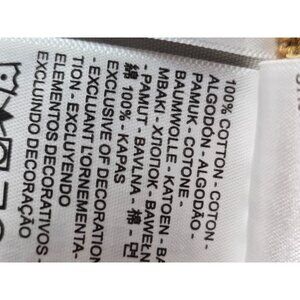 100% COTTON - COTON -
ALGODÓN - ALGODÃO -
PAMUK - COTONE -
BAUMWOLLE - KATOEN - BA
MBAKI - ХЛОПОК - BAWEŁN
- PAMUT - BAVLNA - 棉 - 면
綿 100% - KAPAS
- EXCLUSIVE OF DECORATION
- EXCLUANT L'ORNEMENTA-
TION - EXCLUYENDO
ELEMENTOS DECORATIVOS -
EXCLUINDO DECORAÇÃO